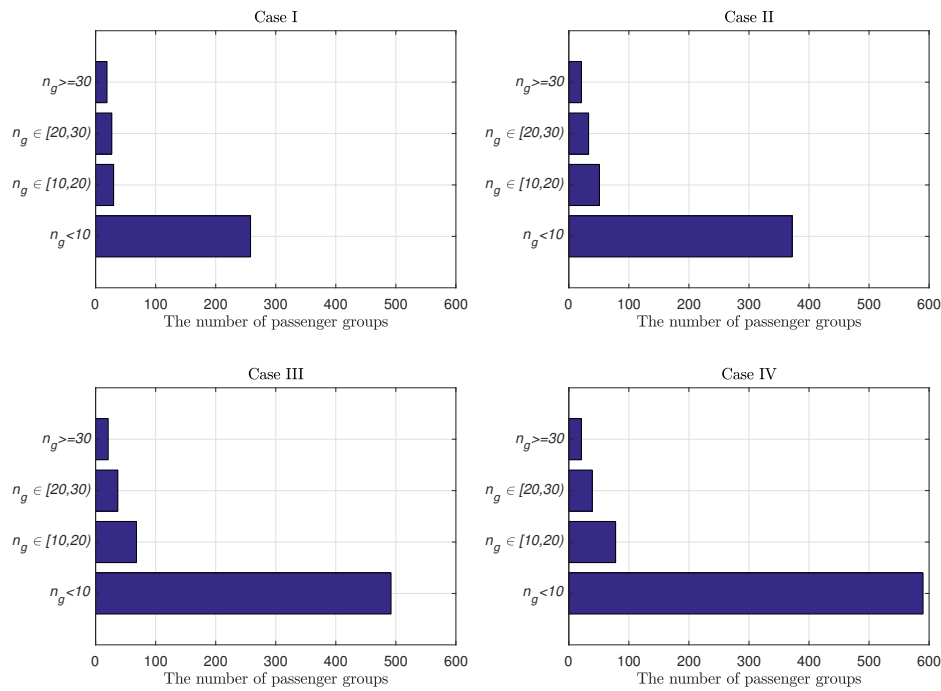 Case I
n_g>=30
n_g ∈ [20,30)
n_g ∈ [10,20)
n_g<10
0 100 200 300 400 500 600
The number of passenger groups
Case II
n_g>=30
n_g ∈ [20,30)
n_g ∈ [10,20)
n_g<10
0 100 200 300 400 500 600
The number of passenger groups
Case III
n_g>=30
n_g ∈ [20,30)
n_g ∈ [10,20)
n_g<10
0 100 200 300 400 500 600
The number of passenger groups
Case IV
n_g>=30
n_g ∈ [20,30)
n_g ∈ [10,20)
n_g<10
0 100 200 300 400 500 600
The number of passenger groups